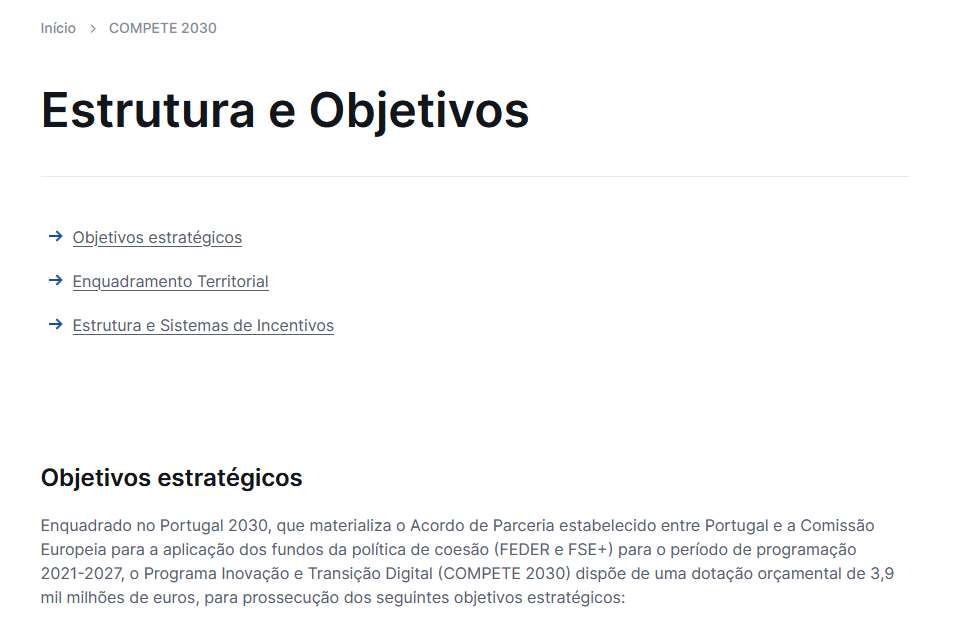 Início > COMPETE 2030
Estrutura e Objetivos
→ Objetivos estratégicos
→ Enquadramento Territorial
→ Estrutura e Sistemas de Incentivos
Objetivos estratégicos
Enquadrado no Portugal 2030, que materializa o Acordo de Parceria estabelecido entre Portugal e a Comissão
Europeia para a aplicação dos fundos da política de coesão (FEDER e FSE+) para o período de programação
2021-2027, o Programa Inovação e Transição Digital (COMPETE 2030) dispõe de uma dotação orçamental de 3,9
mil milhões de euros, para prossecução dos seguintes objetivos estratégicos: